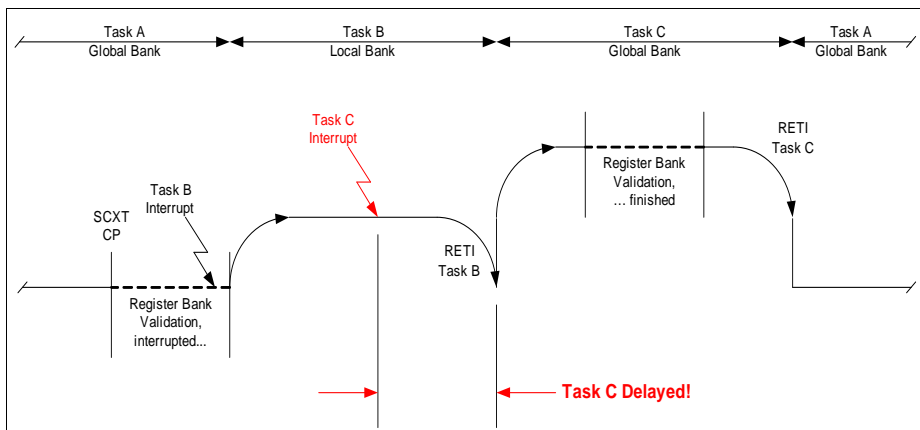 Task A
Global Bank
Task B
Local Bank
Task C
Global Bank
Task A
Global Bank
Task C
Interrupt
RETI
Task C
Register Bank
Validation,
... finished
Task B
Interrupt
SCXT
CP
RETI
Task B
Register Bank
Validation,
interrupted...
Task C Delayed!